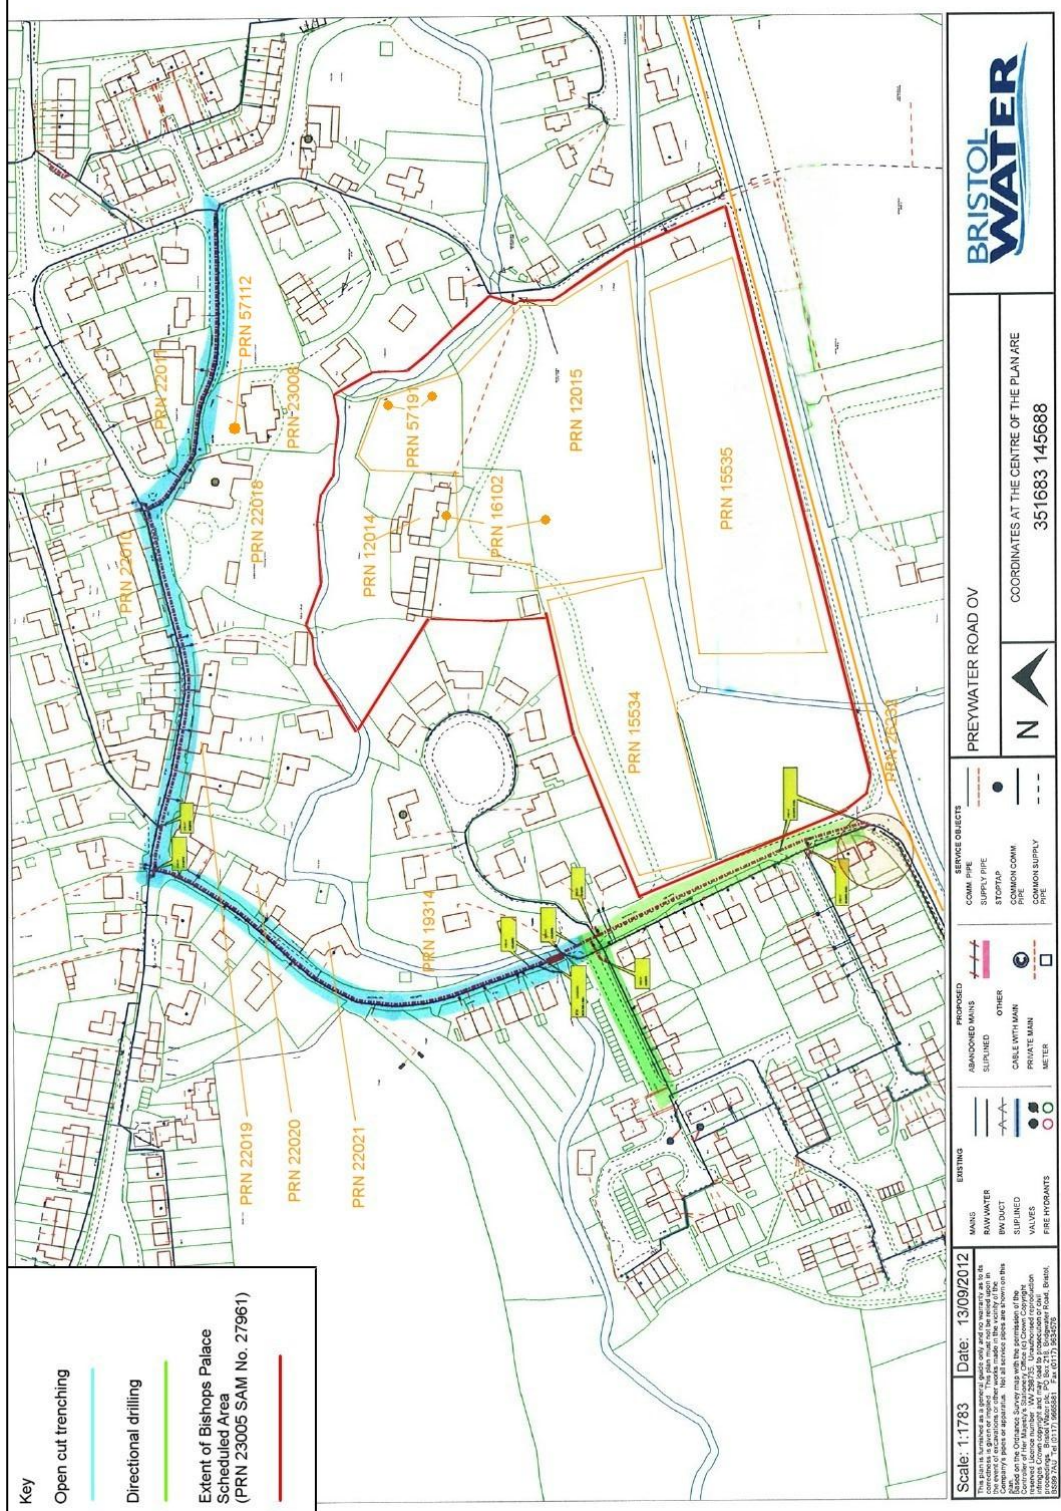 Key
Open cut trenching
Directional drilling
Extent of Bishops Palace
Scheduled Area
(PRN 23005 SAM No. 27961)
PRN 22019
PRN 22020
PRN 22021
PRN 19314
PRN 22010
PRN 22011
PRN 57112
PRN 23008
PRN 22018
PRN 12014
PRN 57191
PRN 16102
PRN 12015
PRN 15535
PRN 15534
Scale: 1:1783
Date: 13/09/2012
EXISTING
MAINS
RAW WATER
BW DUCT
SLIPLINED
VALVES
FIRE HYDRANTS
PROPOSED
ABANDONED MAINS
SLIPLINED
OTHER
CABLE WITH MAIN
PRIVATE MAIN
METER
SERVICE OBJECTS
COMM PIPE
SUPPLY PIPE
STOPTAP
COMMON COMM
PIPE
COMMON SUPPLY
PIPE
PREYWATER ROAD OV
N
COORDINATES AT THE CENTRE OF THE PLAN ARE
351683 145688
BRISTOL
WATER